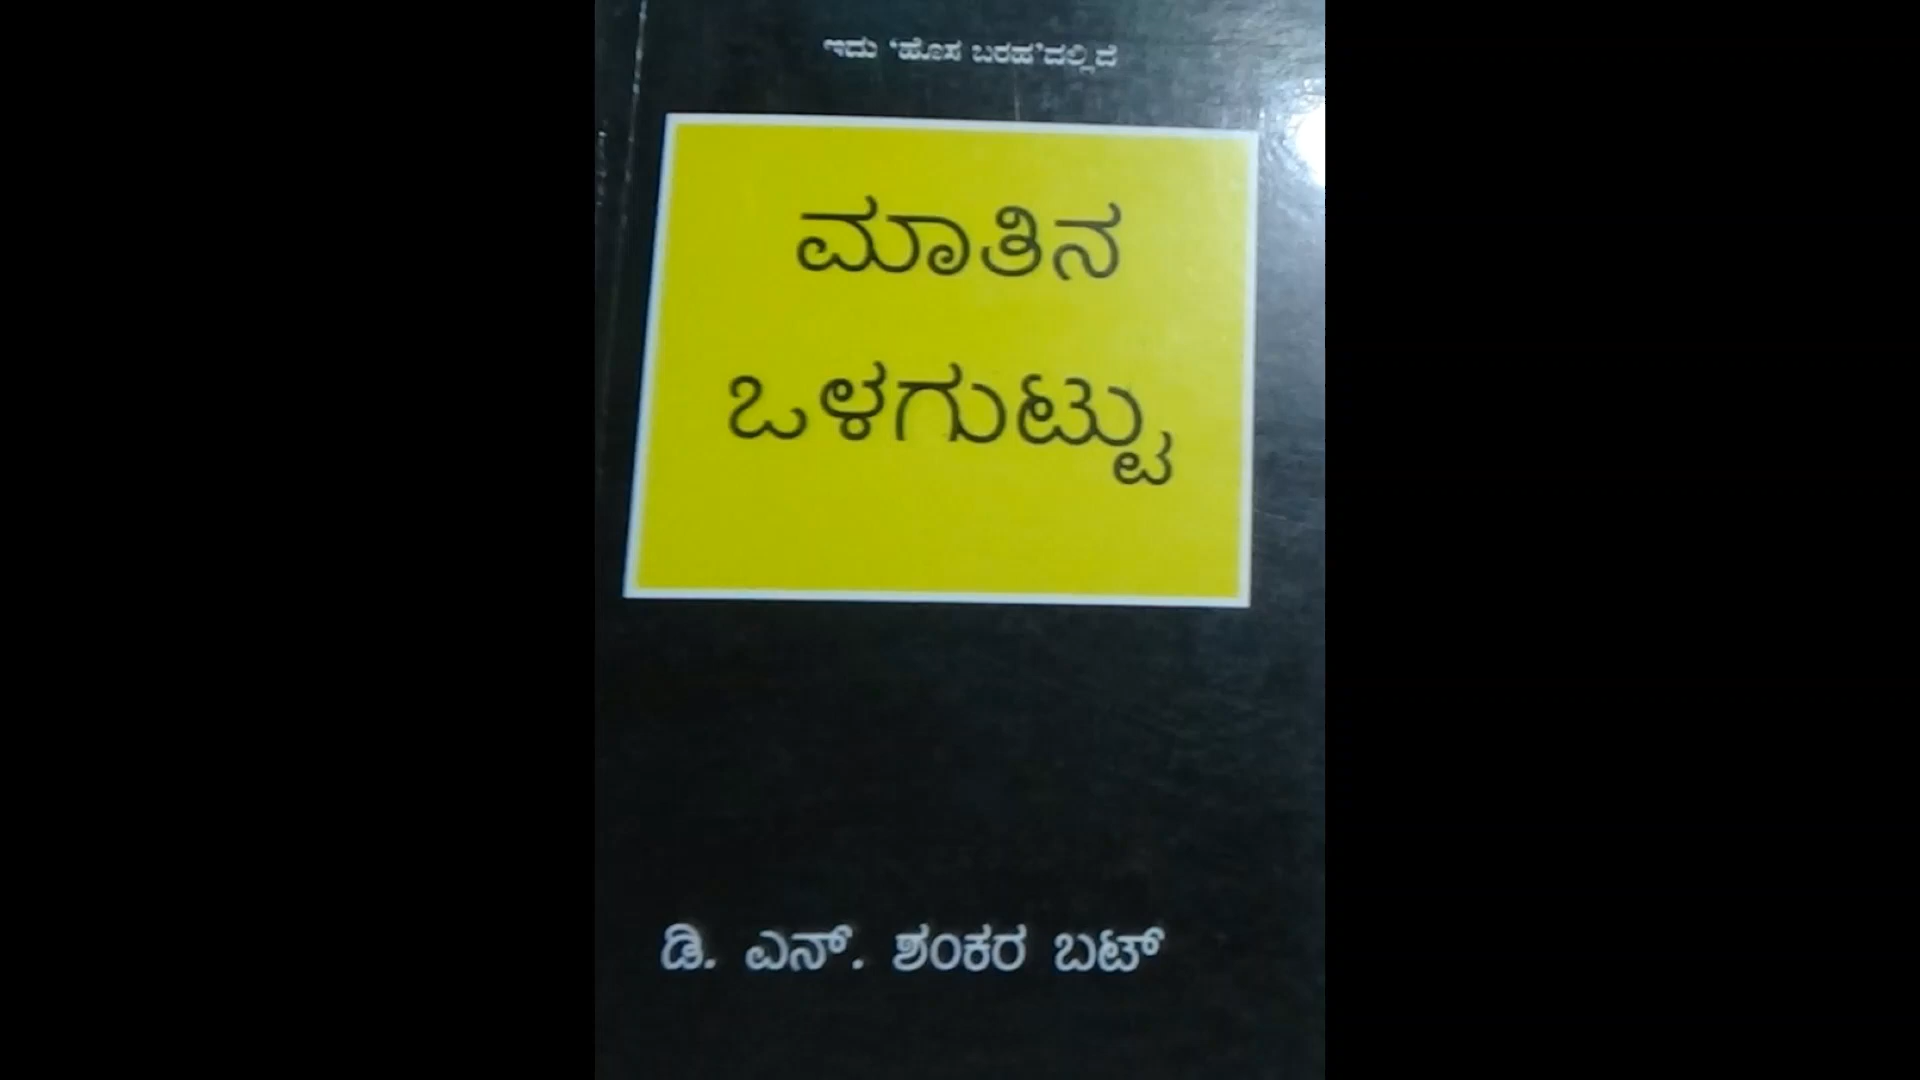 ಇದು ‘ಹೊಸ ಬರಹ’ದಲ್ಲಿದೆ
ಮಾತಿನ
ಒಳಗುಟ್ಟು
ಡಿ. ಎನ್. ಶಂಕರ ಬಟ್